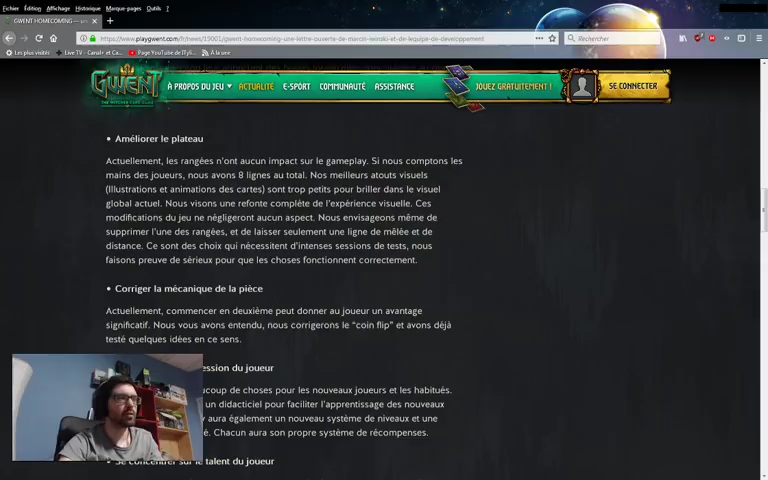 Fichier Édition Affichage Historique Marque-pages Outils ?
GWENT HOMECOMING — une
https://www.playgwent.com/fr/news/19001/gwent-homecoming-une-lettre-ouverte-de-marcin-iwinski-et-de-lequipe-de-developpement
Rechercher
Les plus visités Live TV - Canal+ et Ca... Page YouTube de JTyli... À la une
GWENT
THE WITCHER CARD GAME
À PROPOS DU JEU ACTUALITÉ E-SPORT COMMUNAUTÉ ASSISTANCE JOUEZ GRATUITEMENT ! SE CONNECTER
• Améliorer le plateau
Actuellement, les rangées n'ont aucun impact sur le gameplay. Si nous comptons les
mains des joueurs, nous avons 8 lignes au total. Nos meilleurs atouts visuels
(Illustrations et animations des cartes) sont trop petits pour briller dans le visuel
global actuel. Nous visons une refonte complète de l'expérience visuelle. Ces
modifications du jeu ne négligeront aucun aspect. Nous envisageons même de
supprimer l'une des rangées, et de laisser seulement une ligne de mêlée et de
distance. Ce sont des choix qui nécessitent d'intenses sessions de tests, nous
faisons preuve de sérieux pour que les choses fonctionnent correctement.
• Corriger la mécanique de la pièce
Actuellement, commencer en deuxième peut donner au joueur un avantage
significatif. Nous vous avons entendu, nous corrigerons le "coin flip" et avons déjà
testé quelques idées en ce sens.
ession du joueur
ucoup de choses pour les nouveaux joueurs et les habitués.
un didacticiel pour faciliter l'apprentissage des nouveaux
y aura également un nouveau système de niveaux et une
é. Chacun aura son propre système de récompenses.
• Se concentrer sur le talent du joueur